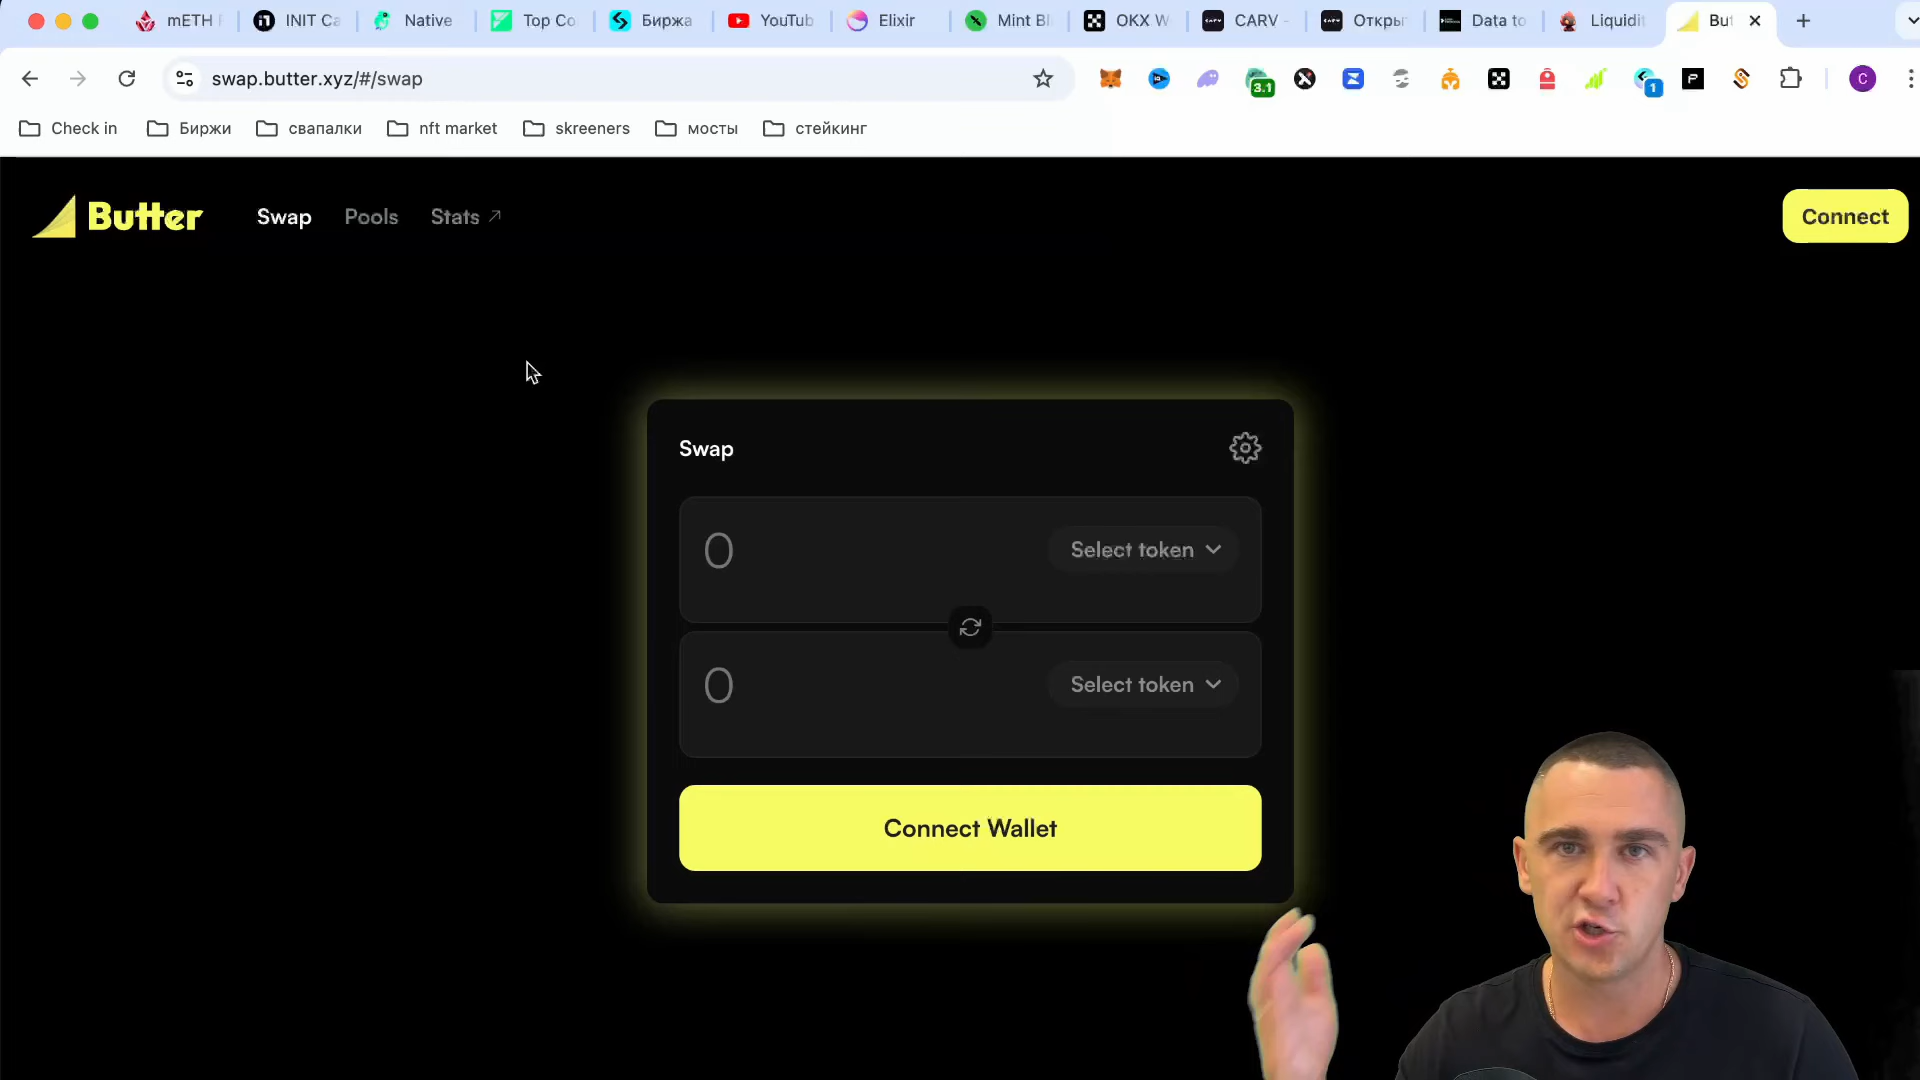 mETH INIT Ca Native Top Co Биржа YouTub Elixir Mint Bl OKX W CARV - Откры Data to Liquidit But
swap.butter.xyz/#/swap
3.1
1
C
Check in Биржи свапалки nft market skreeners мосты стейкинг
Butter Swap Pools Stats Connect
Swap
0 Select token
0 Select token
Connect Wallet